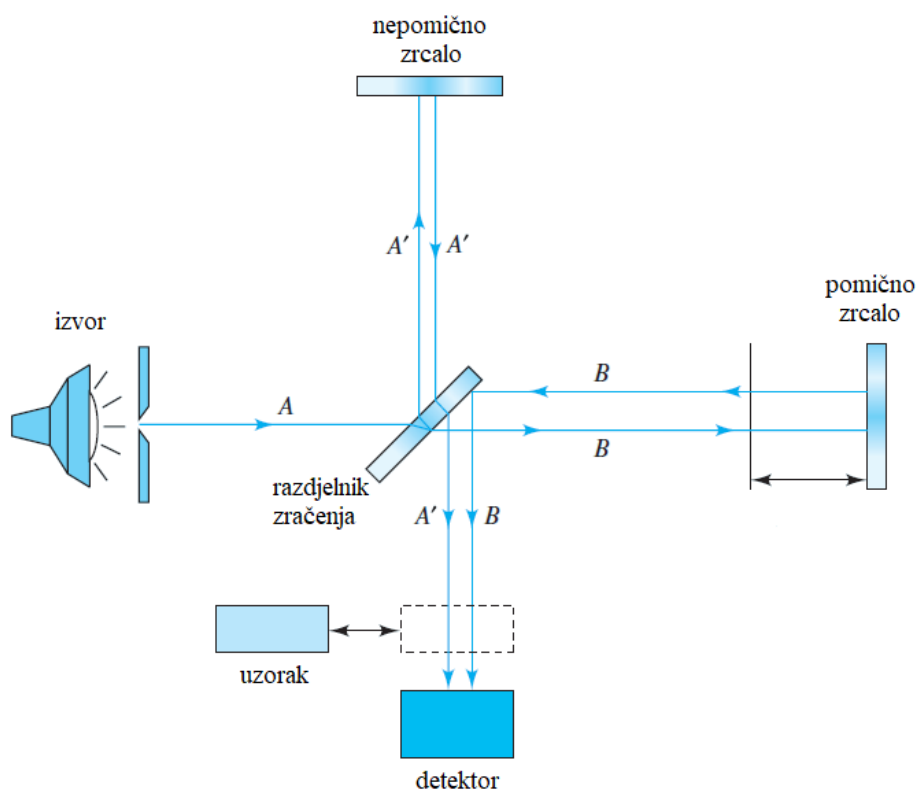 nepomično
zrcalo
A′
A′
pomično
zrcalo
izvor
B
A
B
razdjelnik
zračenja
A′
B
uzorak
detektor